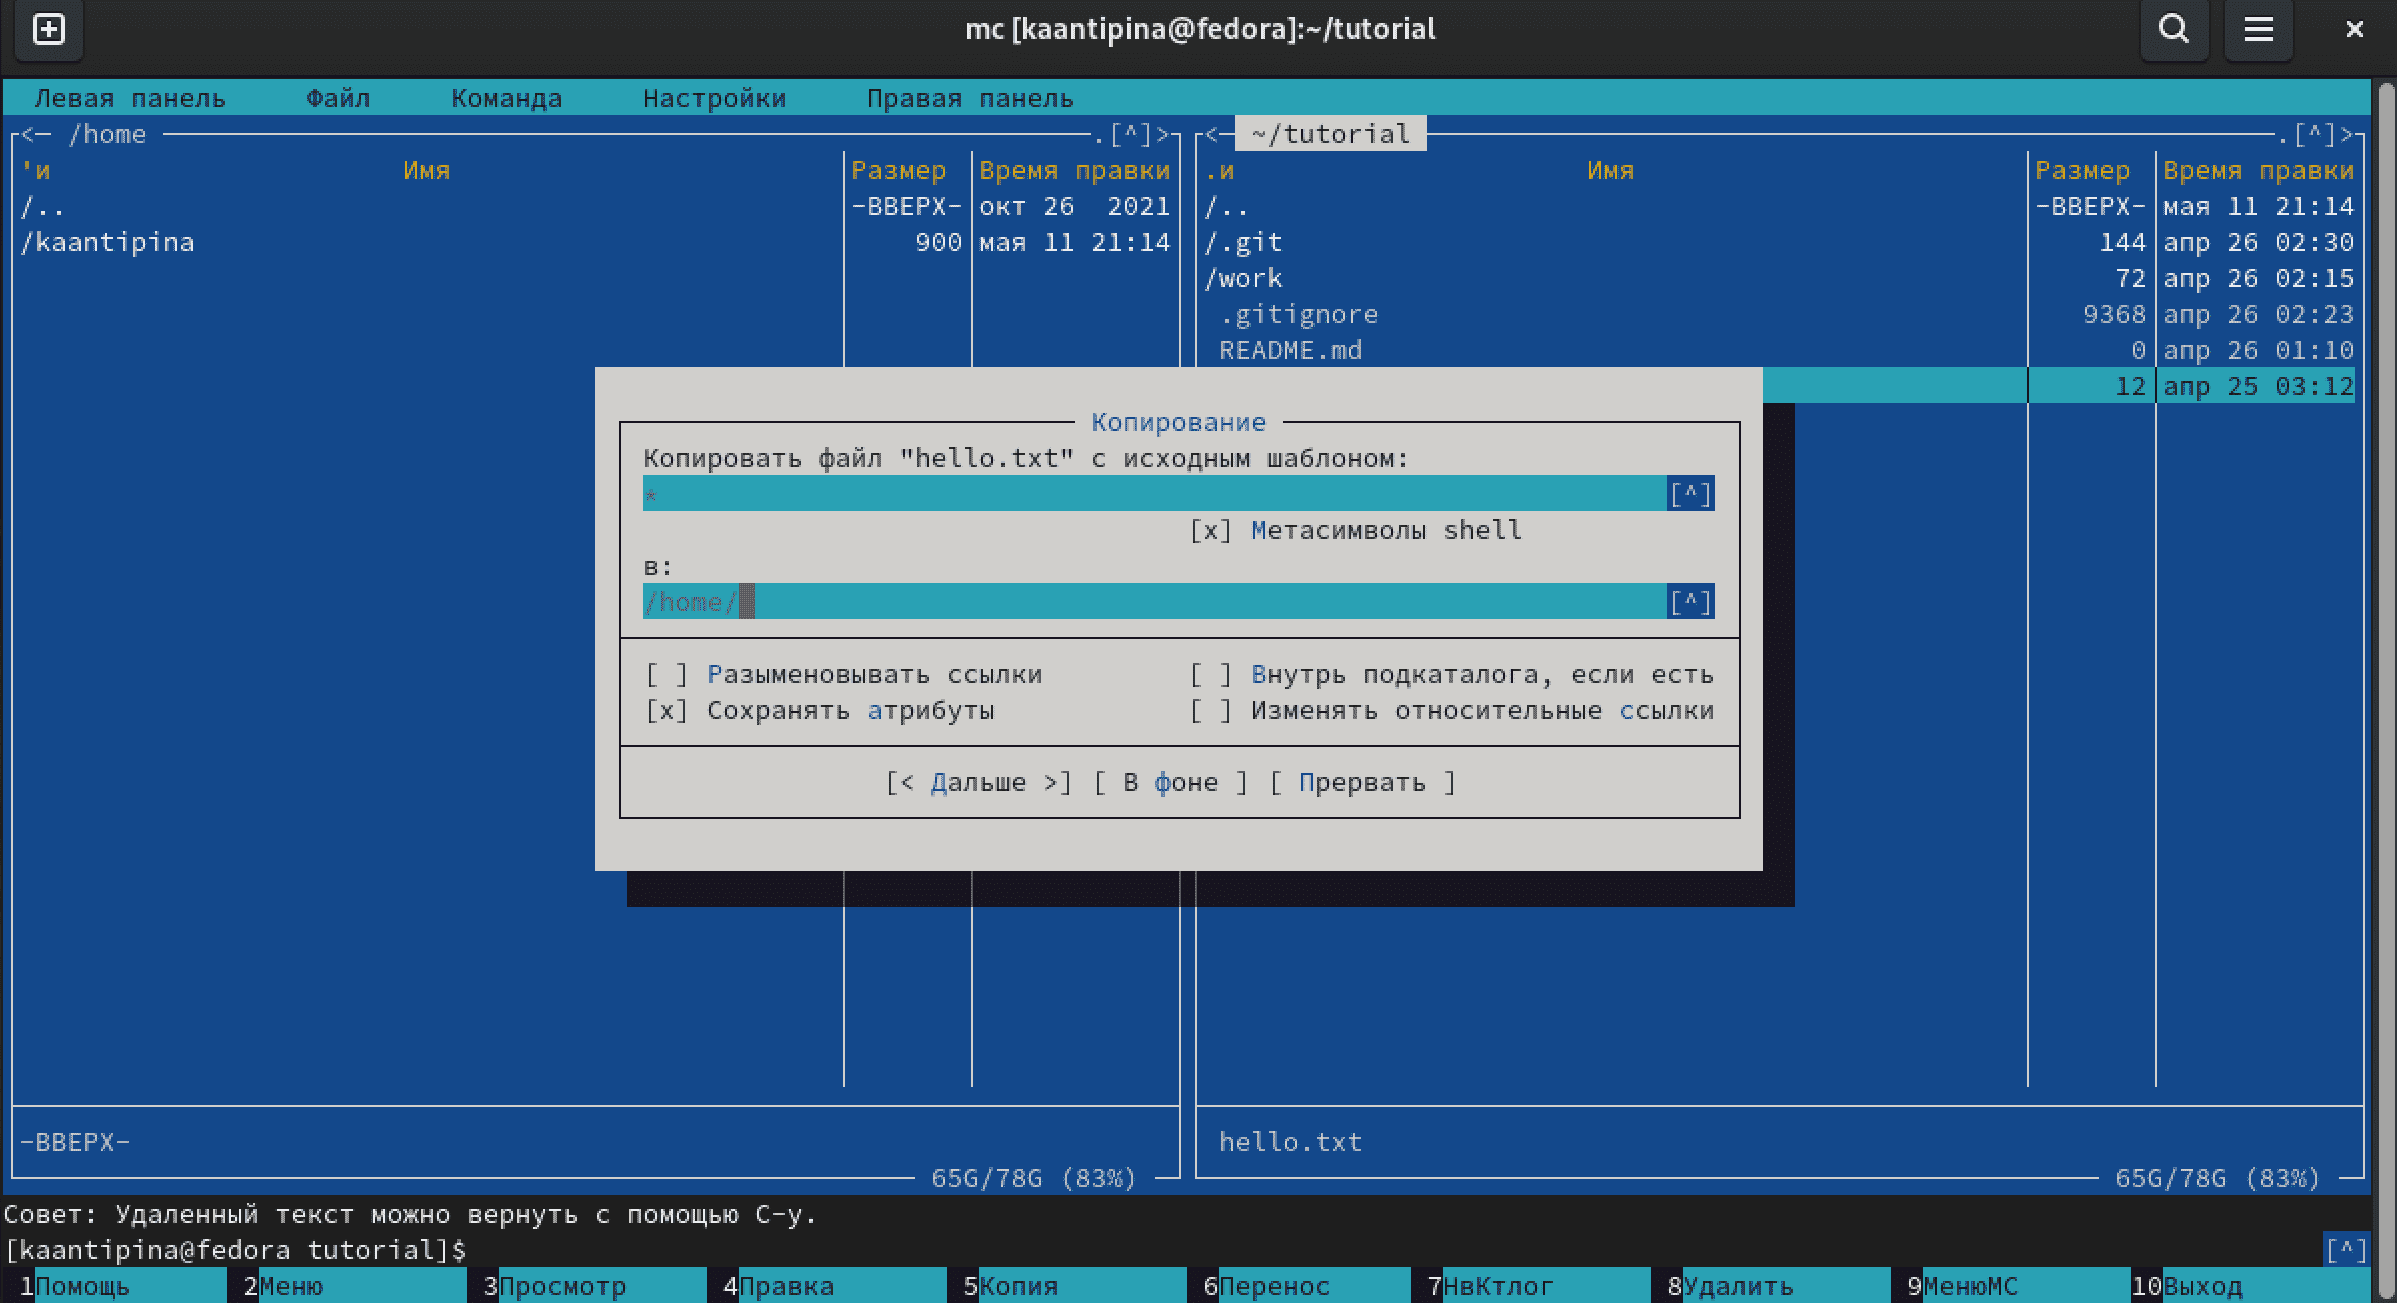 mc [kaantipina@fedora]:~/tutorial
Левая панель Файл Команда Настройки Правая панель
<— /home .[^]>
'и Имя Размер Время правки
/.. -ВВЕРХ- окт 26 2021
/kaantipina 900 мая 11 21:14
<— ~/tutorial .[^]>
.и Имя Размер Время правки
/.. -ВВЕРХ- мая 11 21:14
/.git 144 апр 26 02:30
/work 72 апр 26 02:15
.gitignore 9368 апр 26 02:23
README.md 0 апр 26 01:10
12 апр 25 03:12
Копирование
Копировать файл "hello.txt" с исходным шаблоном:
* [^]
[x] Метасимволы shell
в:
/home/ [^]
[ ] Разыменовывать ссылки [ ] Внутрь подкаталога, если есть
[x] Сохранять атрибуты [ ] Изменять относительные ссылки
[< Дальше >] [ В фоне ] [ Прервать ]
-ВВЕРХ-
65G/78G (83%)
hello.txt
65G/78G (83%)
Совет: Удаленный текст можно вернуть с помощью C-y.
[kaantipina@fedora tutorial]$ [^]
1Помощь 2Меню 3Просмотр 4Правка 5Копия 6Перенос 7НвКтлог 8Удалить 9МенюMC 10Выход